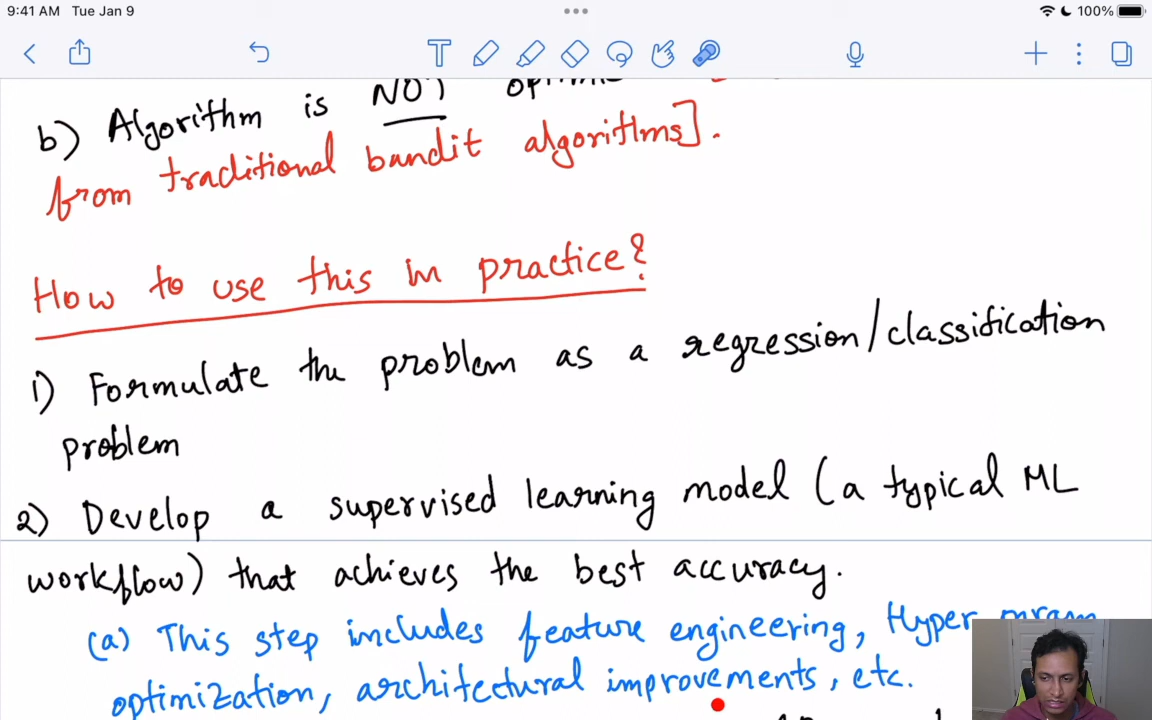 9:41 AM Tue Jan 9
100%
b) Algorithm is NOT
from traditional bandit algorithms].
How to use this in practice?
1) Formulate the problem as a regression/classification
problem
2) Develop a supervised learning model (a typical ML
workflow) that achieves the best accuracy.
(a) This step includes feature engineering, Hyper
optimization, architectural improvements, etc.